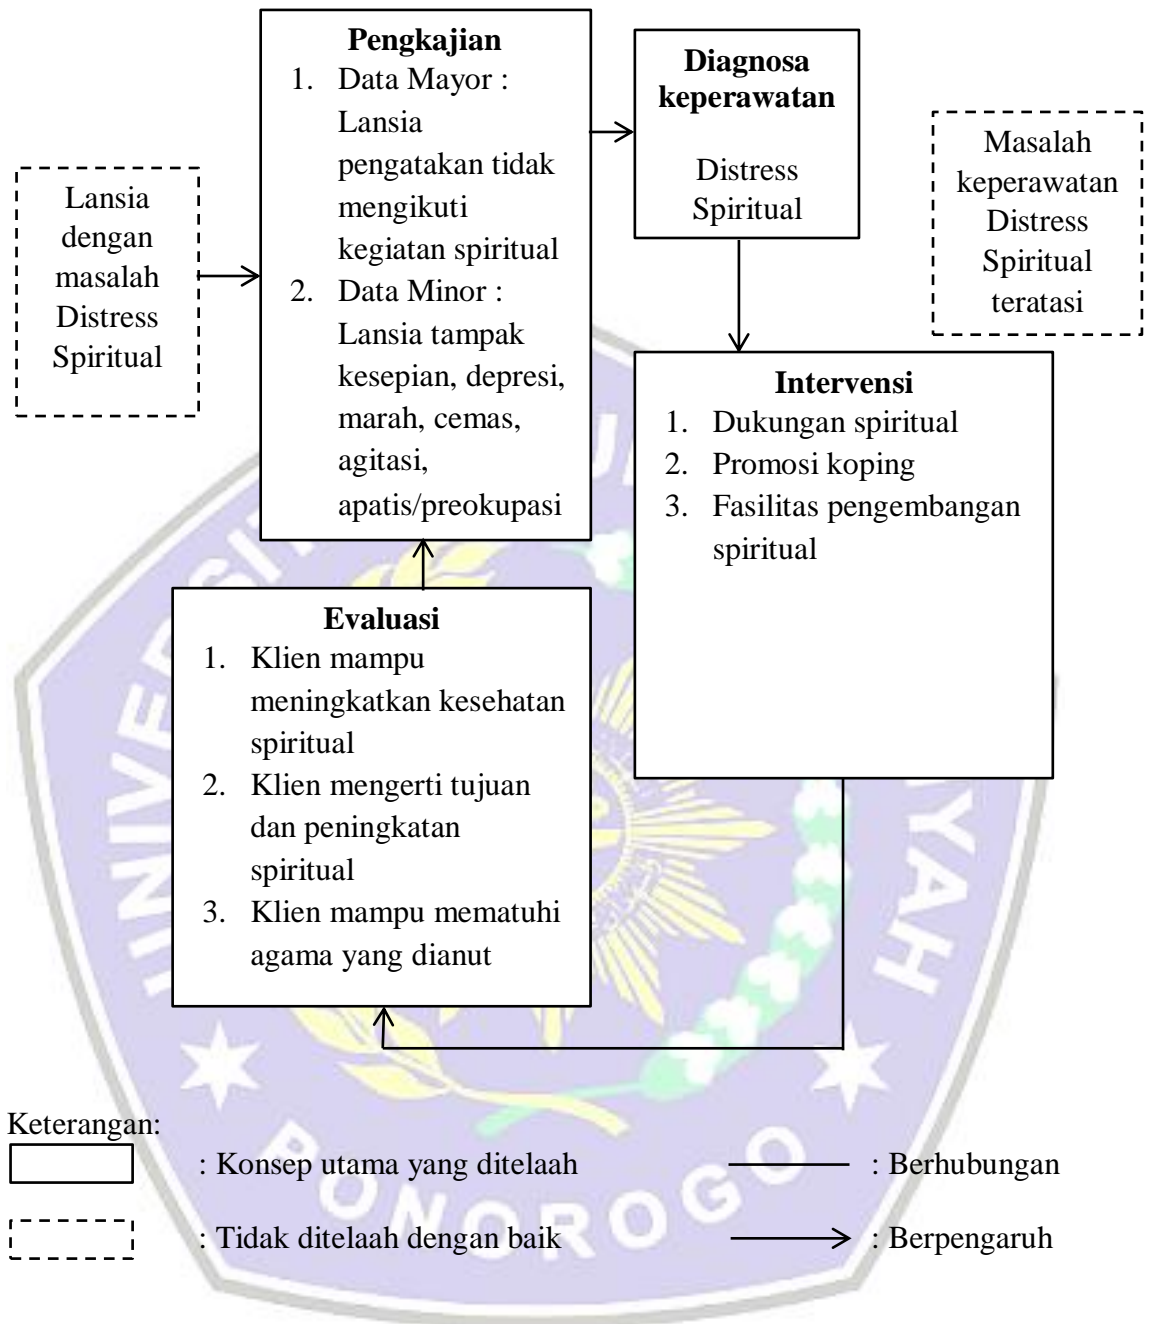 Lansia
dengan
masalah
Distress
Spiritual
Pengkajian
1. Data Mayor :
Lansia
pengatakan tidak
mengikuti
kegiatan spiritual
2. Data Minor :
Lansia tampak
kesepian, depresi,
marah, cemas,
agitasi,
apatis/preokupasi
Diagnosa
keperawatan
Distress
Spiritual
Masalah
keperawatan
Distress
Spiritual
teratasi
Intervensi
1. Dukungan spiritual
2. Promosi koping
3. Fasilitas pengembangan
spiritual
Evaluasi
1. Klien mampu
meningkatkan kesehatan
spiritual
2. Klien mengerti tujuan
dan peningkatan
spiritual
3. Klien mampu mematuhi
agama yang dianut
Keterangan:
: Konsep utama yang ditelaah
: Berhubungan
: Tidak ditelaah dengan baik
: Berpengaruh
PONOROGO